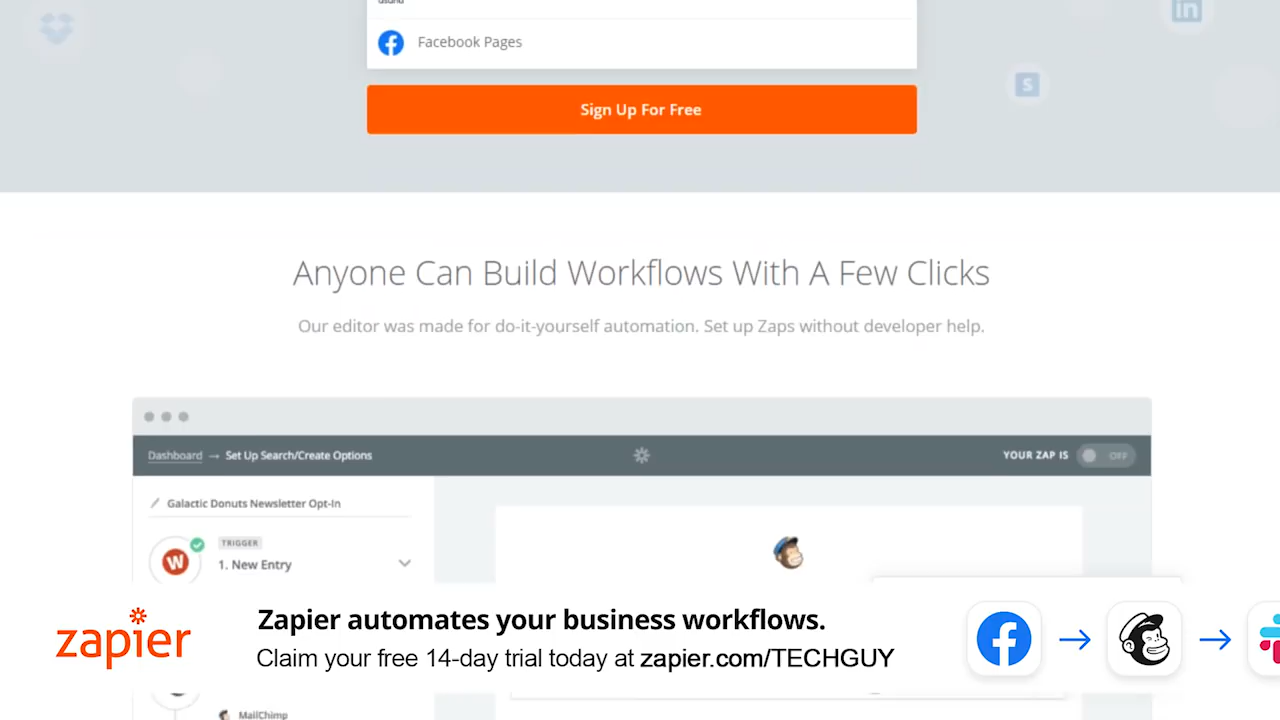 asana
Facebook Pages
in
S
Sign Up For Free
Anyone Can Build Workflows With A Few Clicks
Our editor was made for do-it-yourself automation. Set up Zaps without developer help.
Dashboard → Set Up Search/Create Options
YOUR ZAP IS OFF
Galactic Donuts Newsletter Opt-In
TRIGGER
W
1. New Entry
zapier
Zapier automates your business workflows.
Claim your free 14-day trial today at zapier.com/TECHGUY
MailChimp